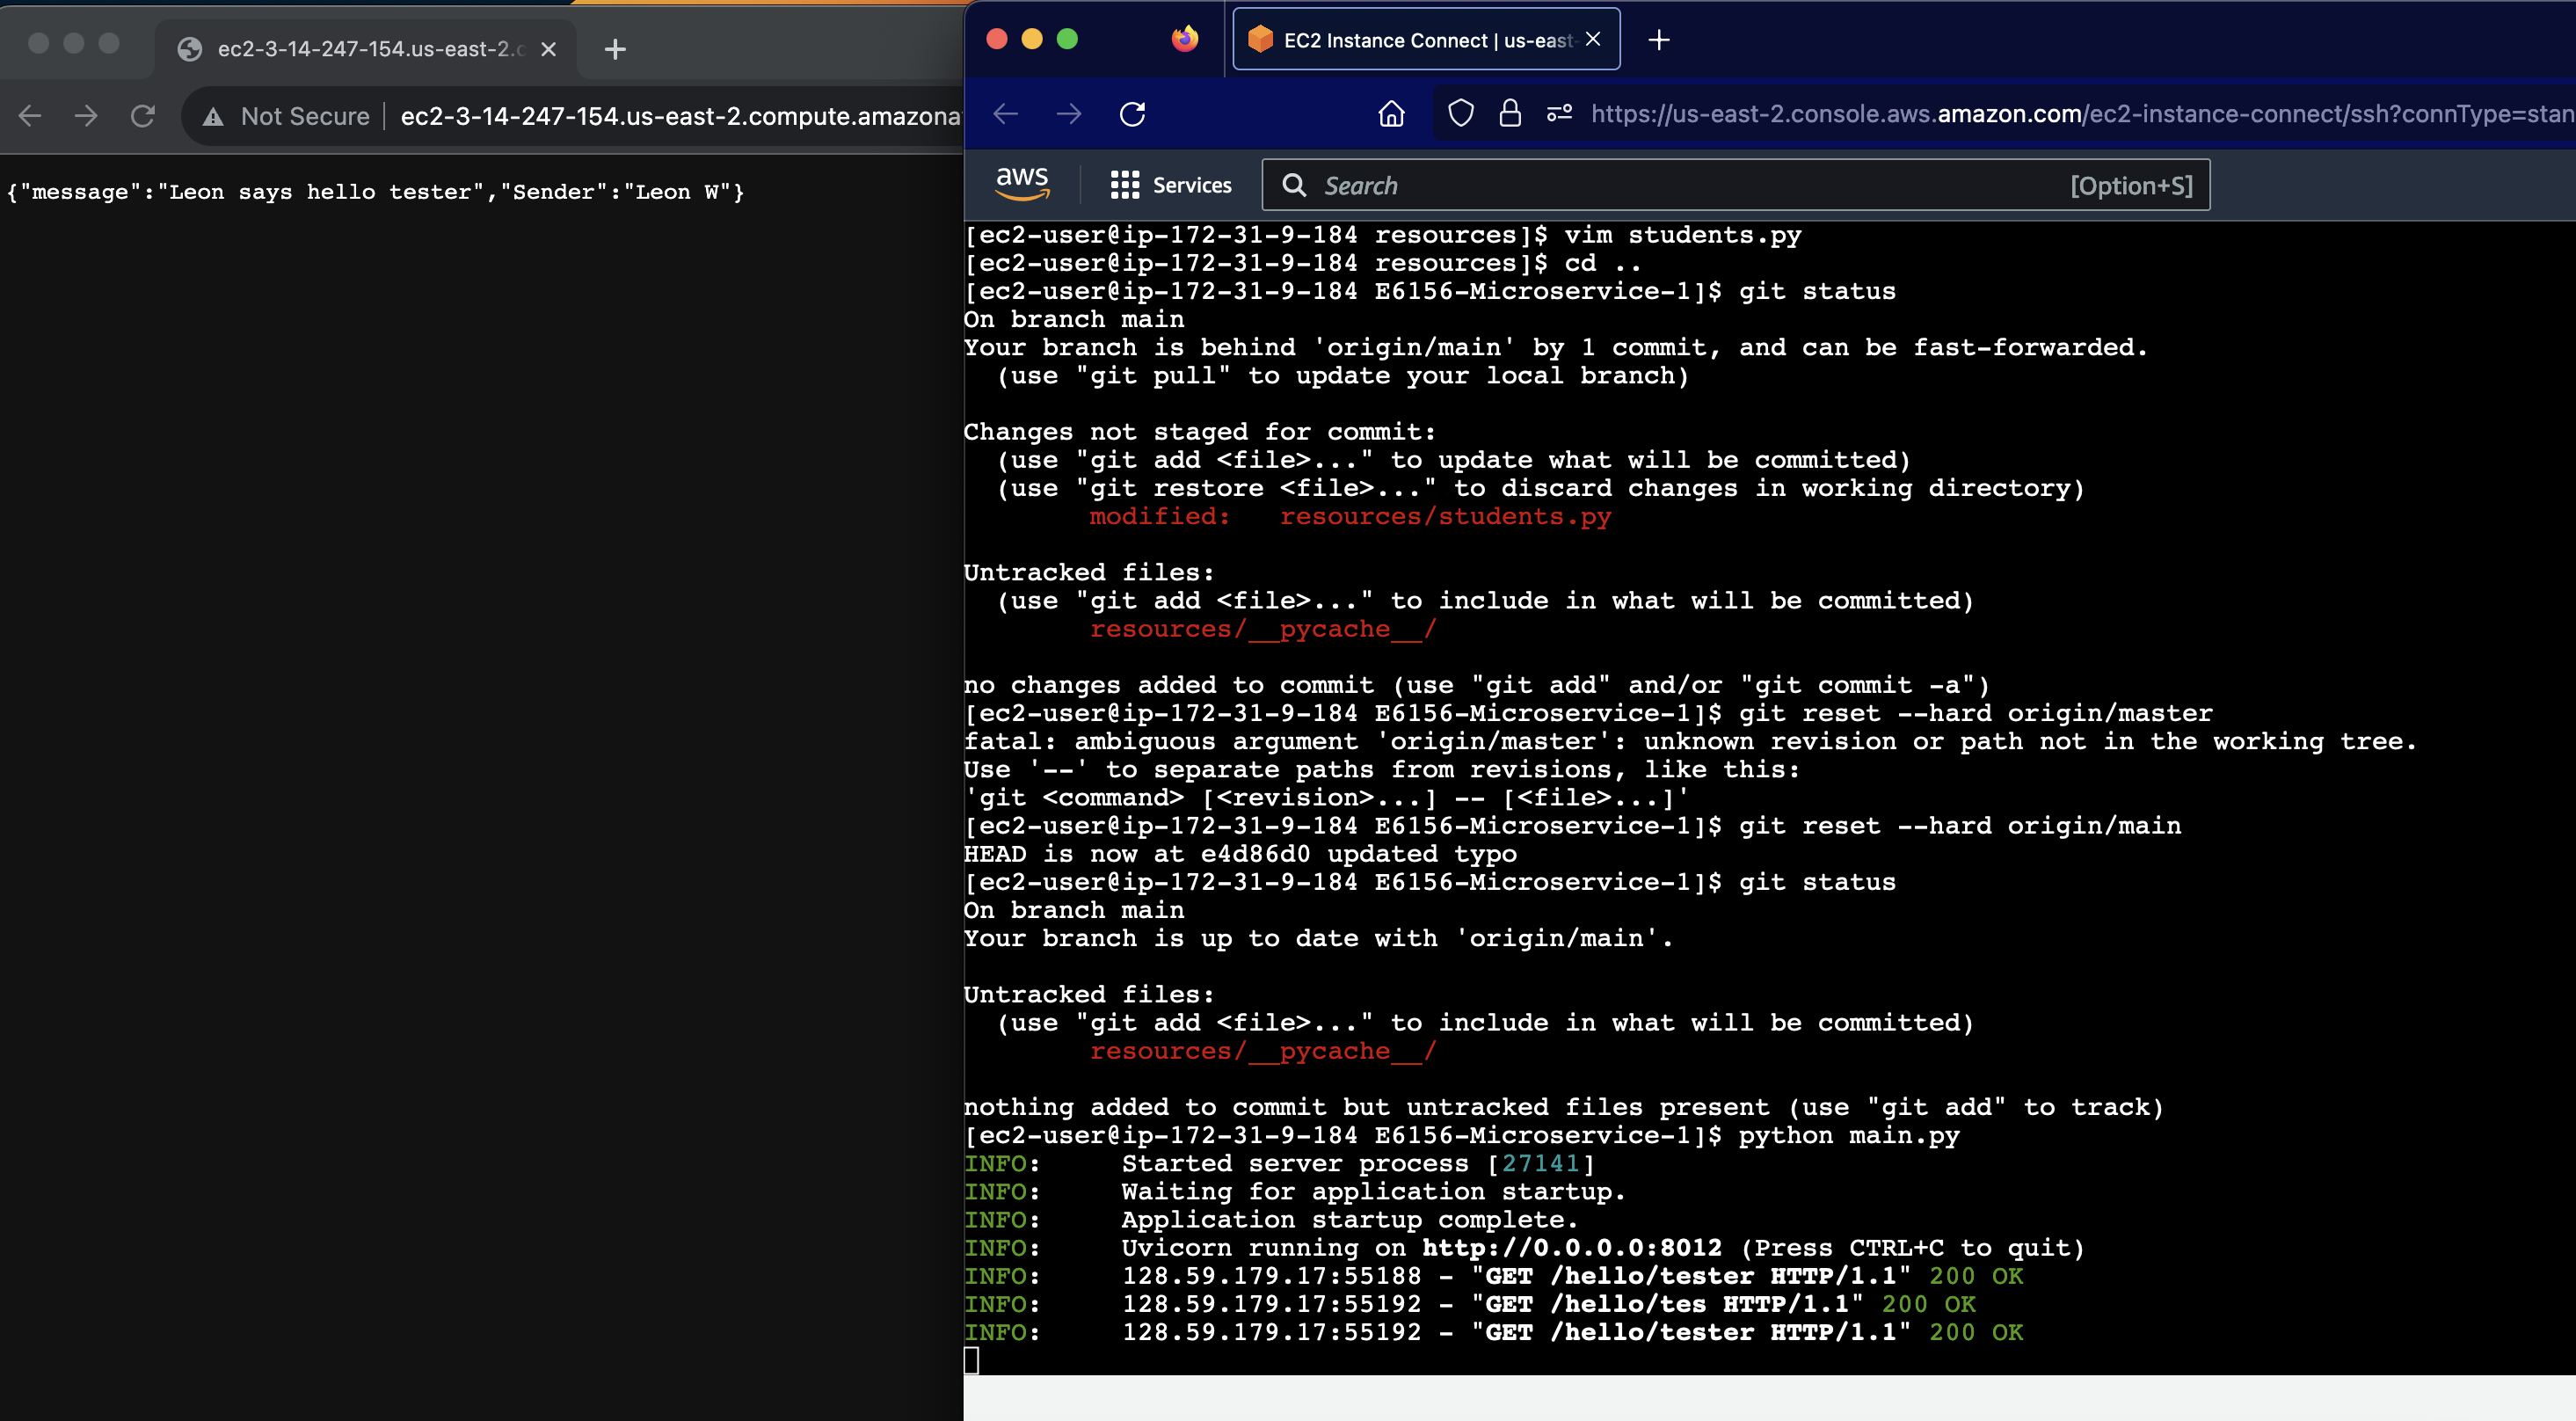 ec2-3-14-247-154.us-east-2.c
Not Secure
ec2-3-14-247-154.us-east-2.compute.amazona
{"message":"Leon says hello tester","Sender":"Leon W"}
EC2 Instance Connect | us-east-
https://us-east-2.console.aws.amazon.com/ec2-instance-connect/ssh?connType=stan
aws
Services
Search
[Option+S]
[ec2-user@ip-172-31-9-184 resources]$ vim students.py
[ec2-user@ip-172-31-9-184 resources]$ cd ..
[ec2-user@ip-172-31-9-184 E6156-Microservice-1]$ git status
On branch main
Your branch is behind 'origin/main' by 1 commit, and can be fast-forwarded.
  (use "git pull" to update your local branch)
Changes not staged for commit:
  (use "git add <file>..." to update what will be committed)
  (use "git restore <file>..." to discard changes in working directory)
        modified:   resources/students.py
Untracked files:
  (use "git add <file>..." to include in what will be committed)
        resources/__pycache__/
no changes added to commit (use "git add" and/or "git commit -a")
[ec2-user@ip-172-31-9-184 E6156-Microservice-1]$ git reset --hard origin/master
fatal: ambiguous argument 'origin/master': unknown revision or path not in the working tree.
Use '--' to separate paths from revisions, like this:
'git <command> [<revision>...] -- [<file>...]'
[ec2-user@ip-172-31-9-184 E6156-Microservice-1]$ git reset --hard origin/main
HEAD is now at e4d86d0 updated typo
[ec2-user@ip-172-31-9-184 E6156-Microservice-1]$ git status
On branch main
Your branch is up to date with 'origin/main'.
Untracked files:
  (use "git add <file>..." to include in what will be committed)
        resources/__pycache__/
nothing added to commit but untracked files present (use "git add" to track)
[ec2-user@ip-172-31-9-184 E6156-Microservice-1]$ python main.py
INFO:     Started server process [27141]
INFO:     Waiting for application startup.
INFO:     Application startup complete.
INFO:     Uvicorn running on http://0.0.0.0:8012 (Press CTRL+C to quit)
INFO:     128.59.179.17:55188 - "GET /hello/tester HTTP/1.1" 200 OK
INFO:     128.59.179.17:55192 - "GET /hello/tes HTTP/1.1" 200 OK
INFO:     128.59.179.17:55192 - "GET /hello/tester HTTP/1.1" 200 OK